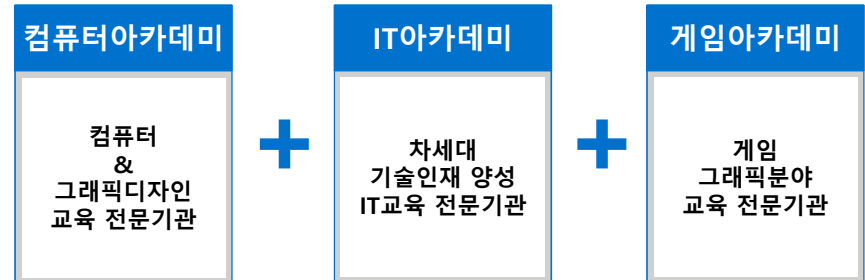 컴퓨터아카데미
컴퓨터
&
그래픽디자인
교육 전문기관
+
IT아카데미
차세대
기술인재 양성
IT교육 전문기관
+
게임아카데미
게임
그래픽분야
교육 전문기관